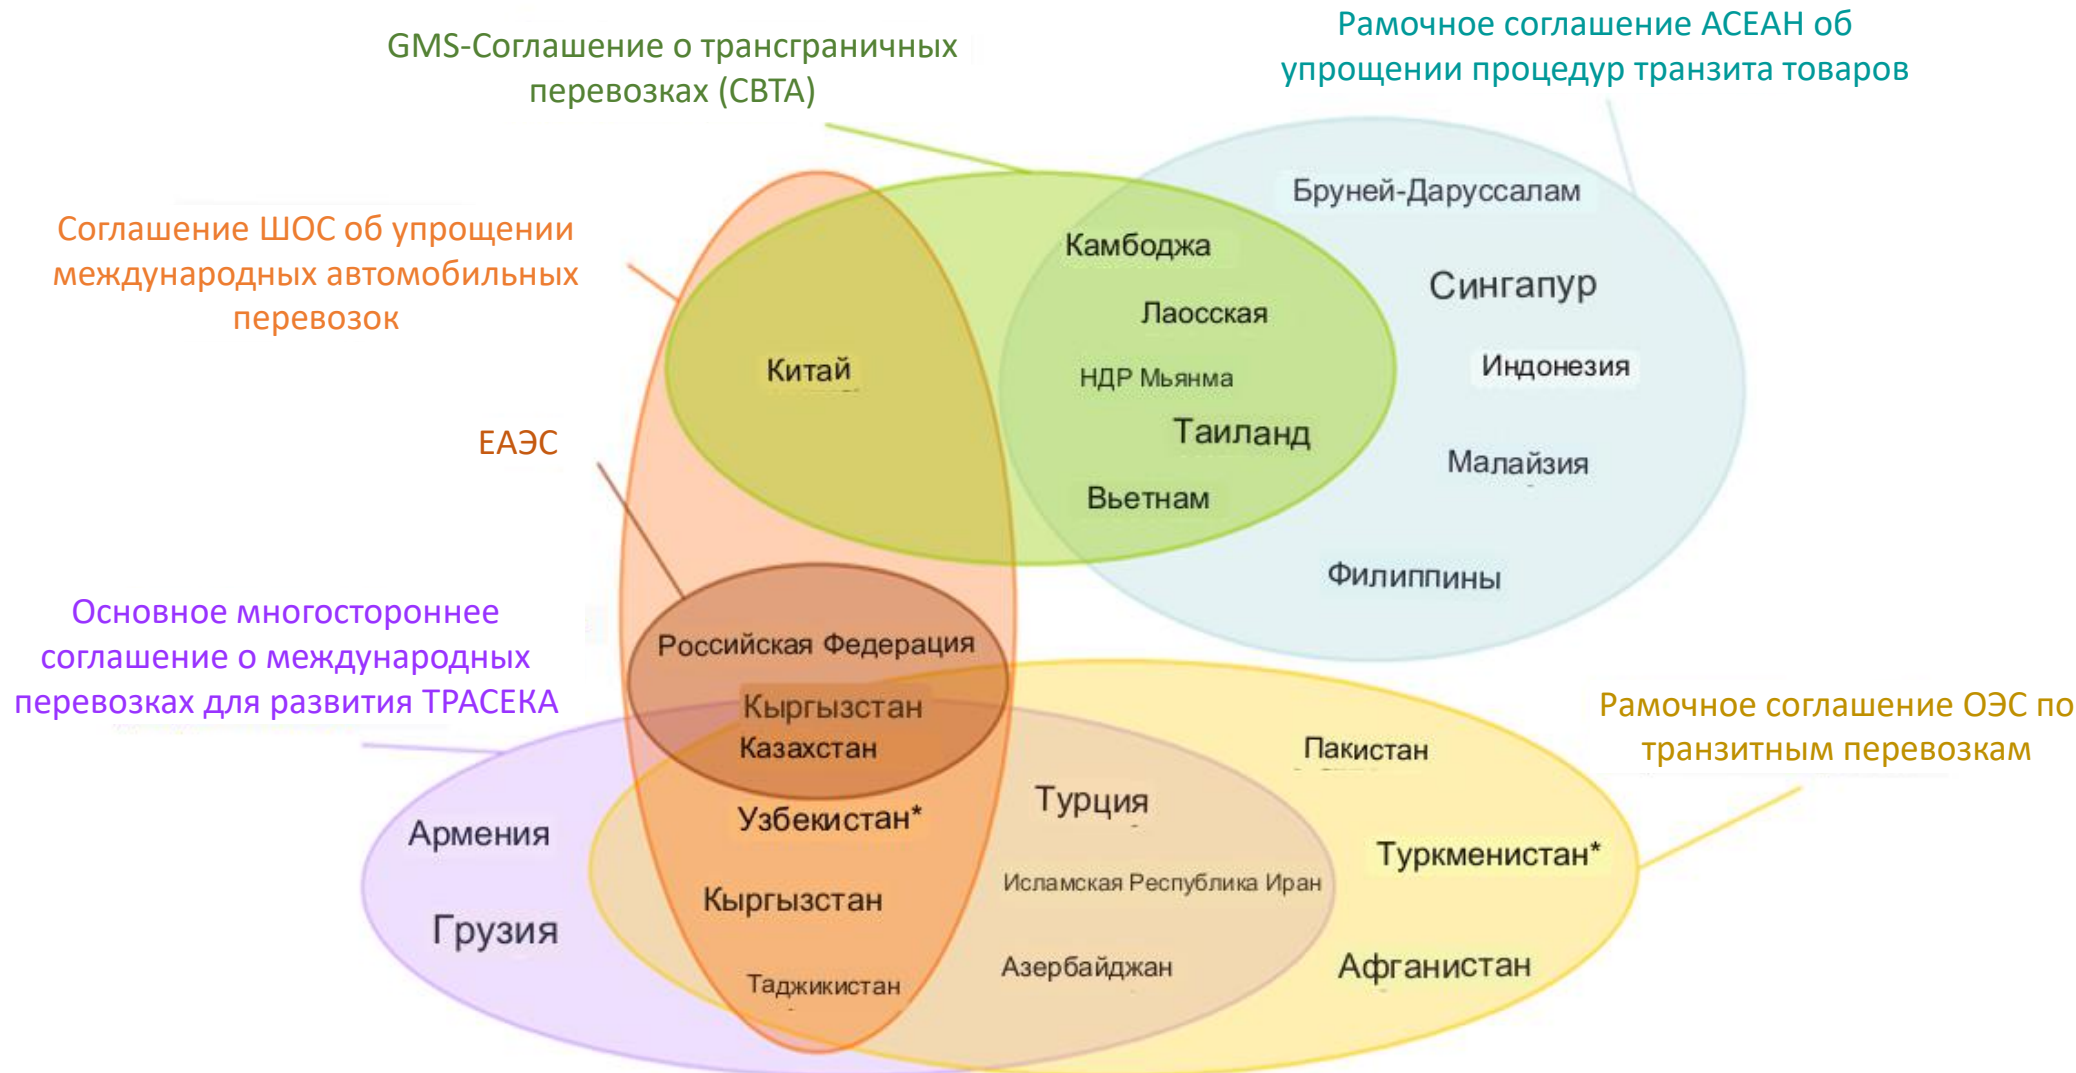 GMS-Соглашение о трансграничных
перевозках (CBTA)
Рамочное соглашение АСЕАН об
упрощении процедур транзита товаров
Соглашение ШОС об упрощении
международных автомобильных
перевозок
ЕАЭС
Основное многостороннее
соглашение о международных
перевозках для развития ТРАСЕКА
Рамочное соглашение ОЭС по
транзитным перевозкам
Бруней-Даруссалам
Камбоджа
Сингапур
Лаосская
Китай
НДР Мьянма
Индонезия
Таиланд
Малайзия
Вьетнам
Филиппины
Российская Федерация
Кыргызстан
Казахстан
Пакистан
Узбекистан*
Турция
Армения
Туркменистан*
Исламская Республика Иран
Кыргызстан
Грузия
Азербайджан
Афганистан
Таджикистан